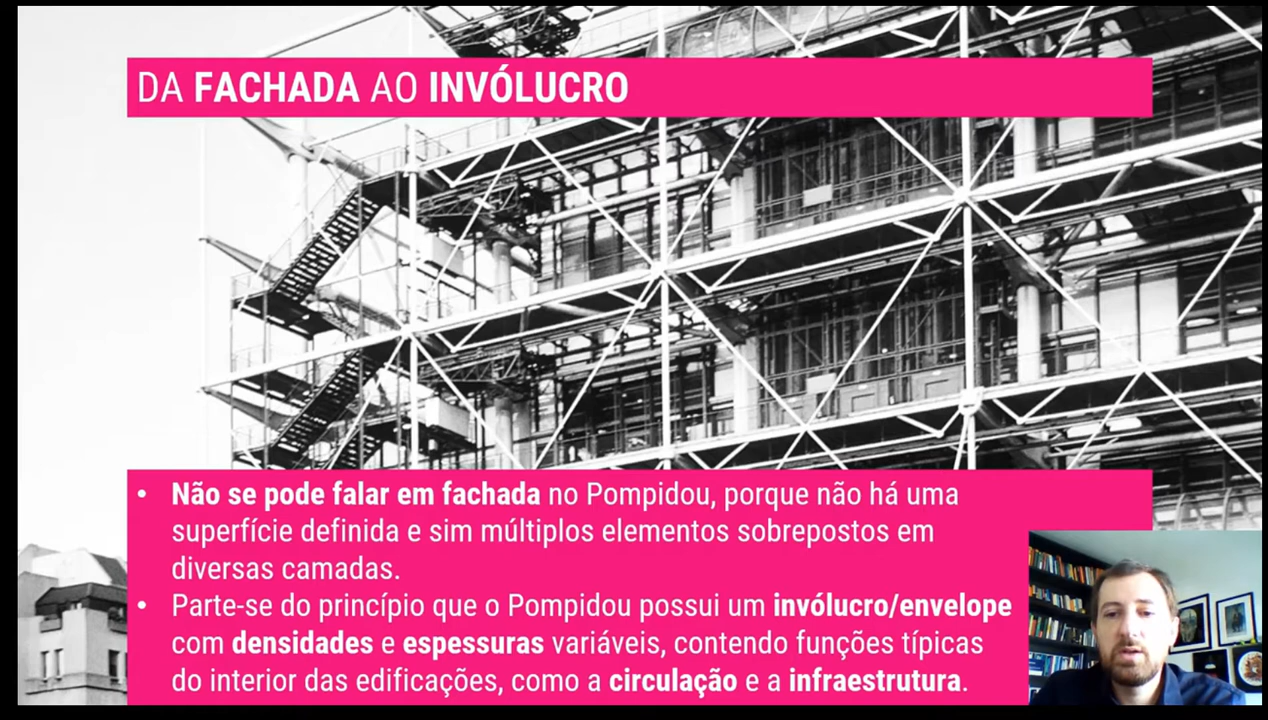 DA FACHADA AO INVÓLUCRO
• Não se pode falar em fachada no Pompidou, porque não há uma
superfície definida e sim múltiplos elementos sobrepostos em
diversas camadas.
• Parte-se do princípio que o Pompidou possui um invólucro/envelope
com densidades e espessuras variáveis, contendo funções típicas
do interior das edificações, como a circulação e a infraestrutura.